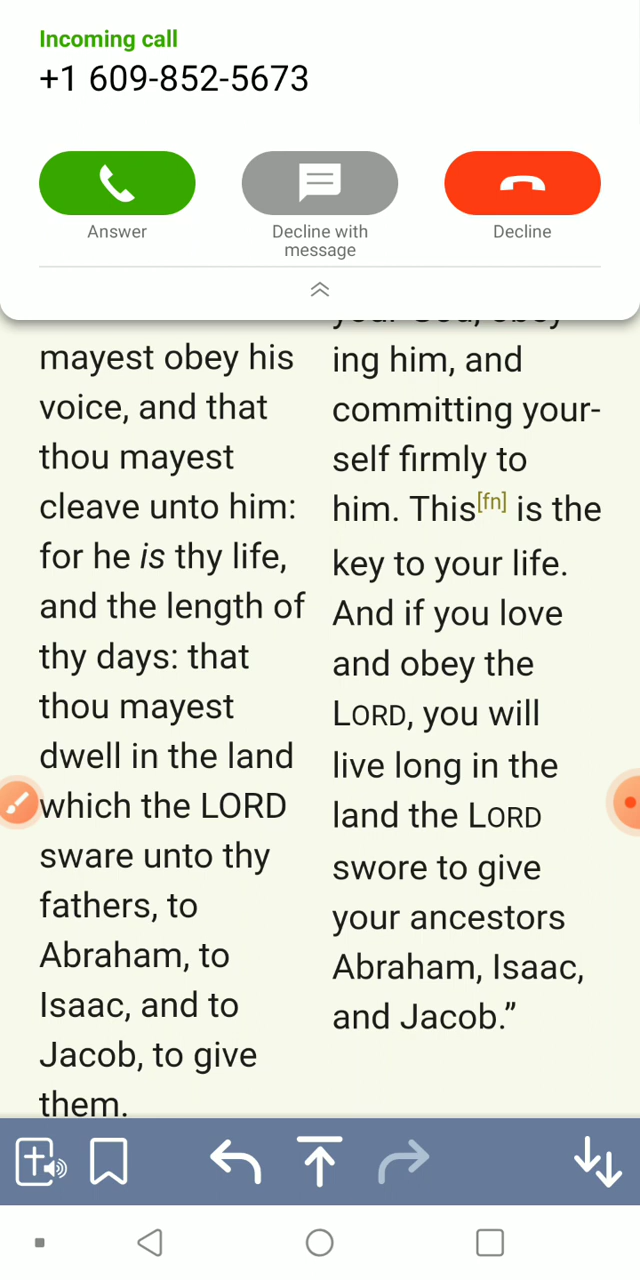 Incoming call
+1 609-852-5673
Answer
Decline with
message
Decline
mayest obey his
voice, and that
thou mayest
cleave unto him:
for he is thy life,
and the length of
thy days: that
thou mayest
dwell in the land
which the LORD
sware unto thy
fathers, to
Abraham, to
Isaac, and to
Jacob, to give
them.
your God, obey-
ing him, and
committing your-
self firmly to
him. This[fn] is the
key to your life.
And if you love
and obey the
LORD, you will
live long in the
land the LORD
swore to give
your ancestors
Abraham, Isaac,
and Jacob.”